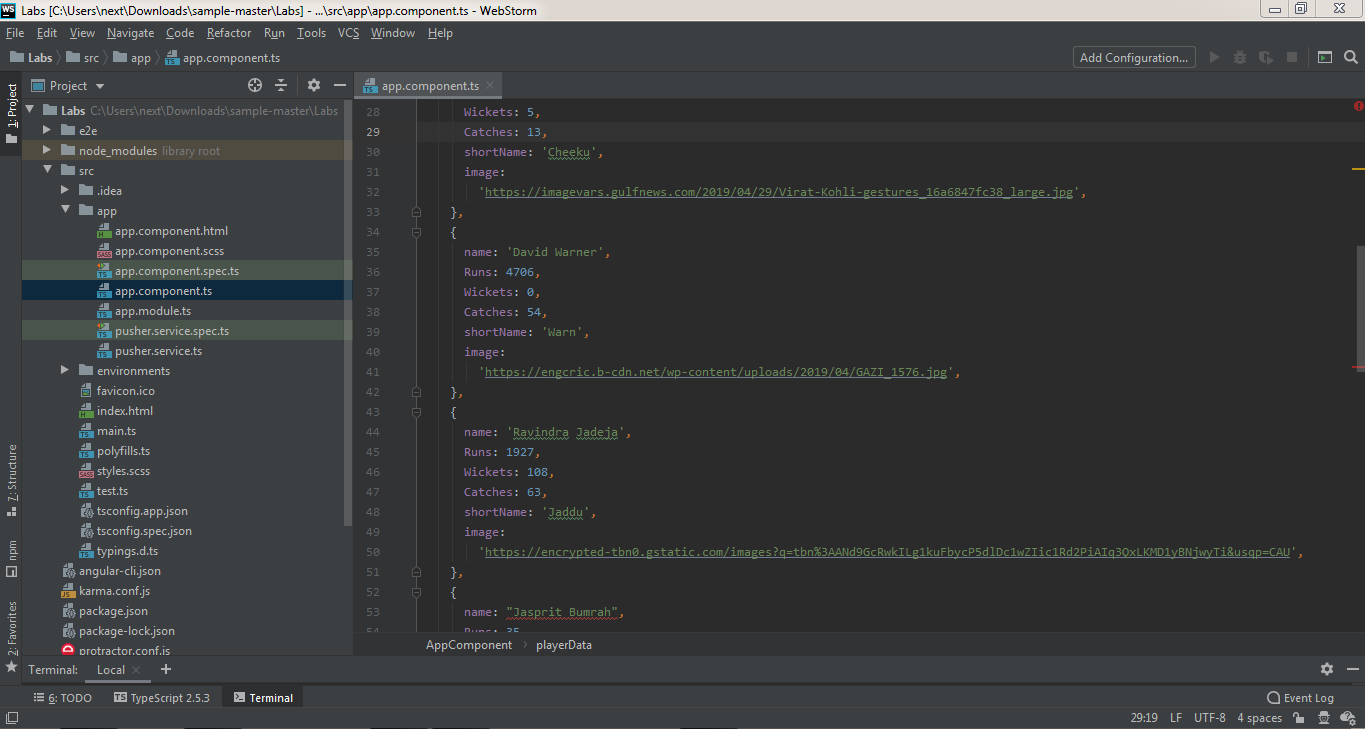 WS Labs [C:\Users\next\Downloads\sample-master\Labs] - ...\src\app\app.component.ts - WebStorm
File Edit View Navigate Code Refactor Run Tools VCS Window Help
Labs src app app.component.ts Add Configuration...
1: Project
Project
app.component.ts
Labs C:\Users\next\Downloads\sample-master\Labs
e2e
node_modules library root
src
.idea
app
app.component.html
app.component.scss
app.component.spec.ts
app.component.ts
app.module.ts
pusher.service.spec.ts
pusher.service.ts
environments
favicon.ico
index.html
main.ts
polyfills.ts
styles.scss
test.ts
tsconfig.app.json
tsconfig.spec.json
typings.d.ts
angular-cli.json
karma.conf.js
package.json
package-lock.json
protractor.conf.js
28 Wickets: 5,
29 Catches: 13,
30 shortName: 'Cheeku',
31 image:
32 'https://imagevars.gulfnews.com/2019/04/29/Virat-Kohli-gestures_16a6847fc38_large.jpg',
33 },
34 {
35 name: 'David Warner',
36 Runs: 4706,
37 Wickets: 0,
38 Catches: 54,
39 shortName: 'Warn',
40 image:
41 'https://engcric.b-cdn.net/wp-content/uploads/2019/04/GAZI_1576.jpg',
42 },
43 {
44 name: 'Ravindra Jadeja',
45 Runs: 1927,
46 Wickets: 108,
47 Catches: 63,
48 shortName: 'Jaddu',
49 image:
50 'https://encrypted-tbn0.gstatic.com/images?q=tbn%3AANd9GcRwkILg1kuFbycP5dlDc1wZIic1Rd2PiAIq3OxLKMD1yBNjwyTi&usqp=CAU',
51 },
52 {
53 name: "Jasprit Bumrah",
54 Runs: 35
AppComponent playerData
7: Structure
npm
2: Favorites
Terminal: Local
6: TODO TypeScript 2.5.3 Terminal Event Log
29:19 LF UTF-8 4 spaces